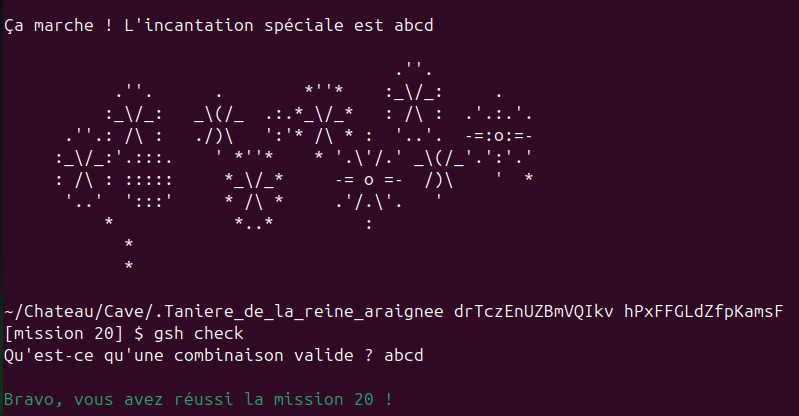 Ça marche ! L'incantation spéciale est abcd
~/Chateau/Cave/.Taniere_de_la_reine_araignee drTczEnUZBmVQIkv hPxFFGLdZfpKamsF
[mission 20] $ gsh check
Qu'est-ce qu'une combinaison valide ? abcd
Bravo, vous avez réussi la mission 20 !